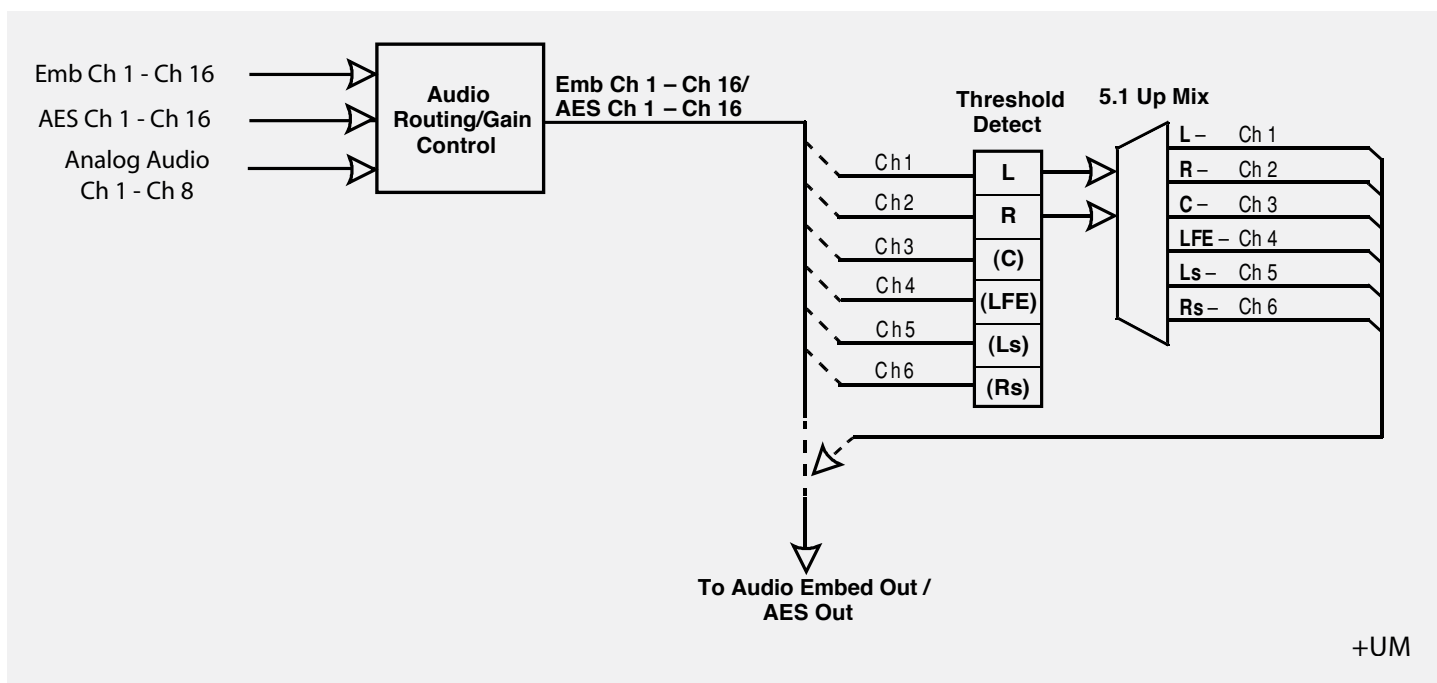 Emb Ch 1 - Ch 16
AES Ch 1 - Ch 16
Analog Audio
Ch 1 - Ch 8
Audio
Routing/Gain
Control
Emb Ch 1 – Ch 16/
AES Ch 1 – Ch 16
Threshold
Detect
5.1 Up Mix
Ch1
Ch2
Ch3
Ch4
Ch5
Ch6
L
R
(C)
(LFE)
(Ls)
(Rs)
L – Ch 1
R – Ch 2
C – Ch 3
LFE – Ch 4
Ls – Ch 5
Rs – Ch 6
To Audio Embed Out /
AES Out
+UM